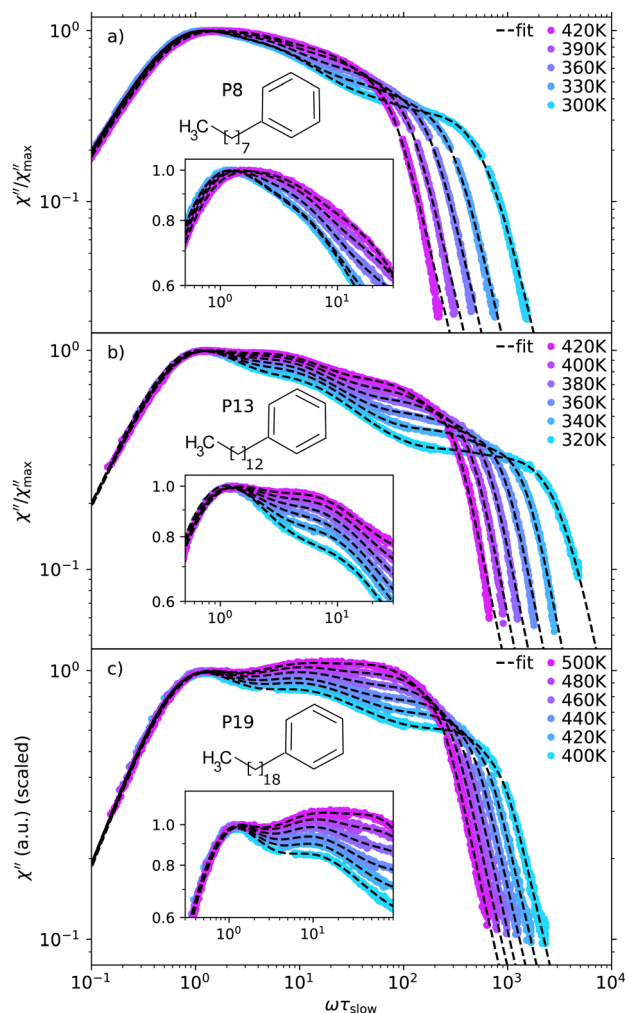 a)
--fit
420K
390K
360K
330K
300K
P8
H₃C
[ ]₇
10⁰
χ''/χ''max
10⁻¹
1.0
0.8
0.6
10⁰
10¹
b)
--fit
420K
400K
380K
360K
340K
320K
P13
H₃C
[ ]₁₂
10⁰
χ''/χ''max
10⁻¹
1.0
0.8
0.6
10⁰
10¹
c)
--fit
500K
480K
460K
440K
420K
400K
P19
H₃C
[ ]₁₈
10⁰
χ'' (a.u.) (scaled)
10⁻¹
1.0
0.8
0.6
10⁰
10¹
10⁻¹
10⁰
10¹
10²
10³
10⁴
ωτslow